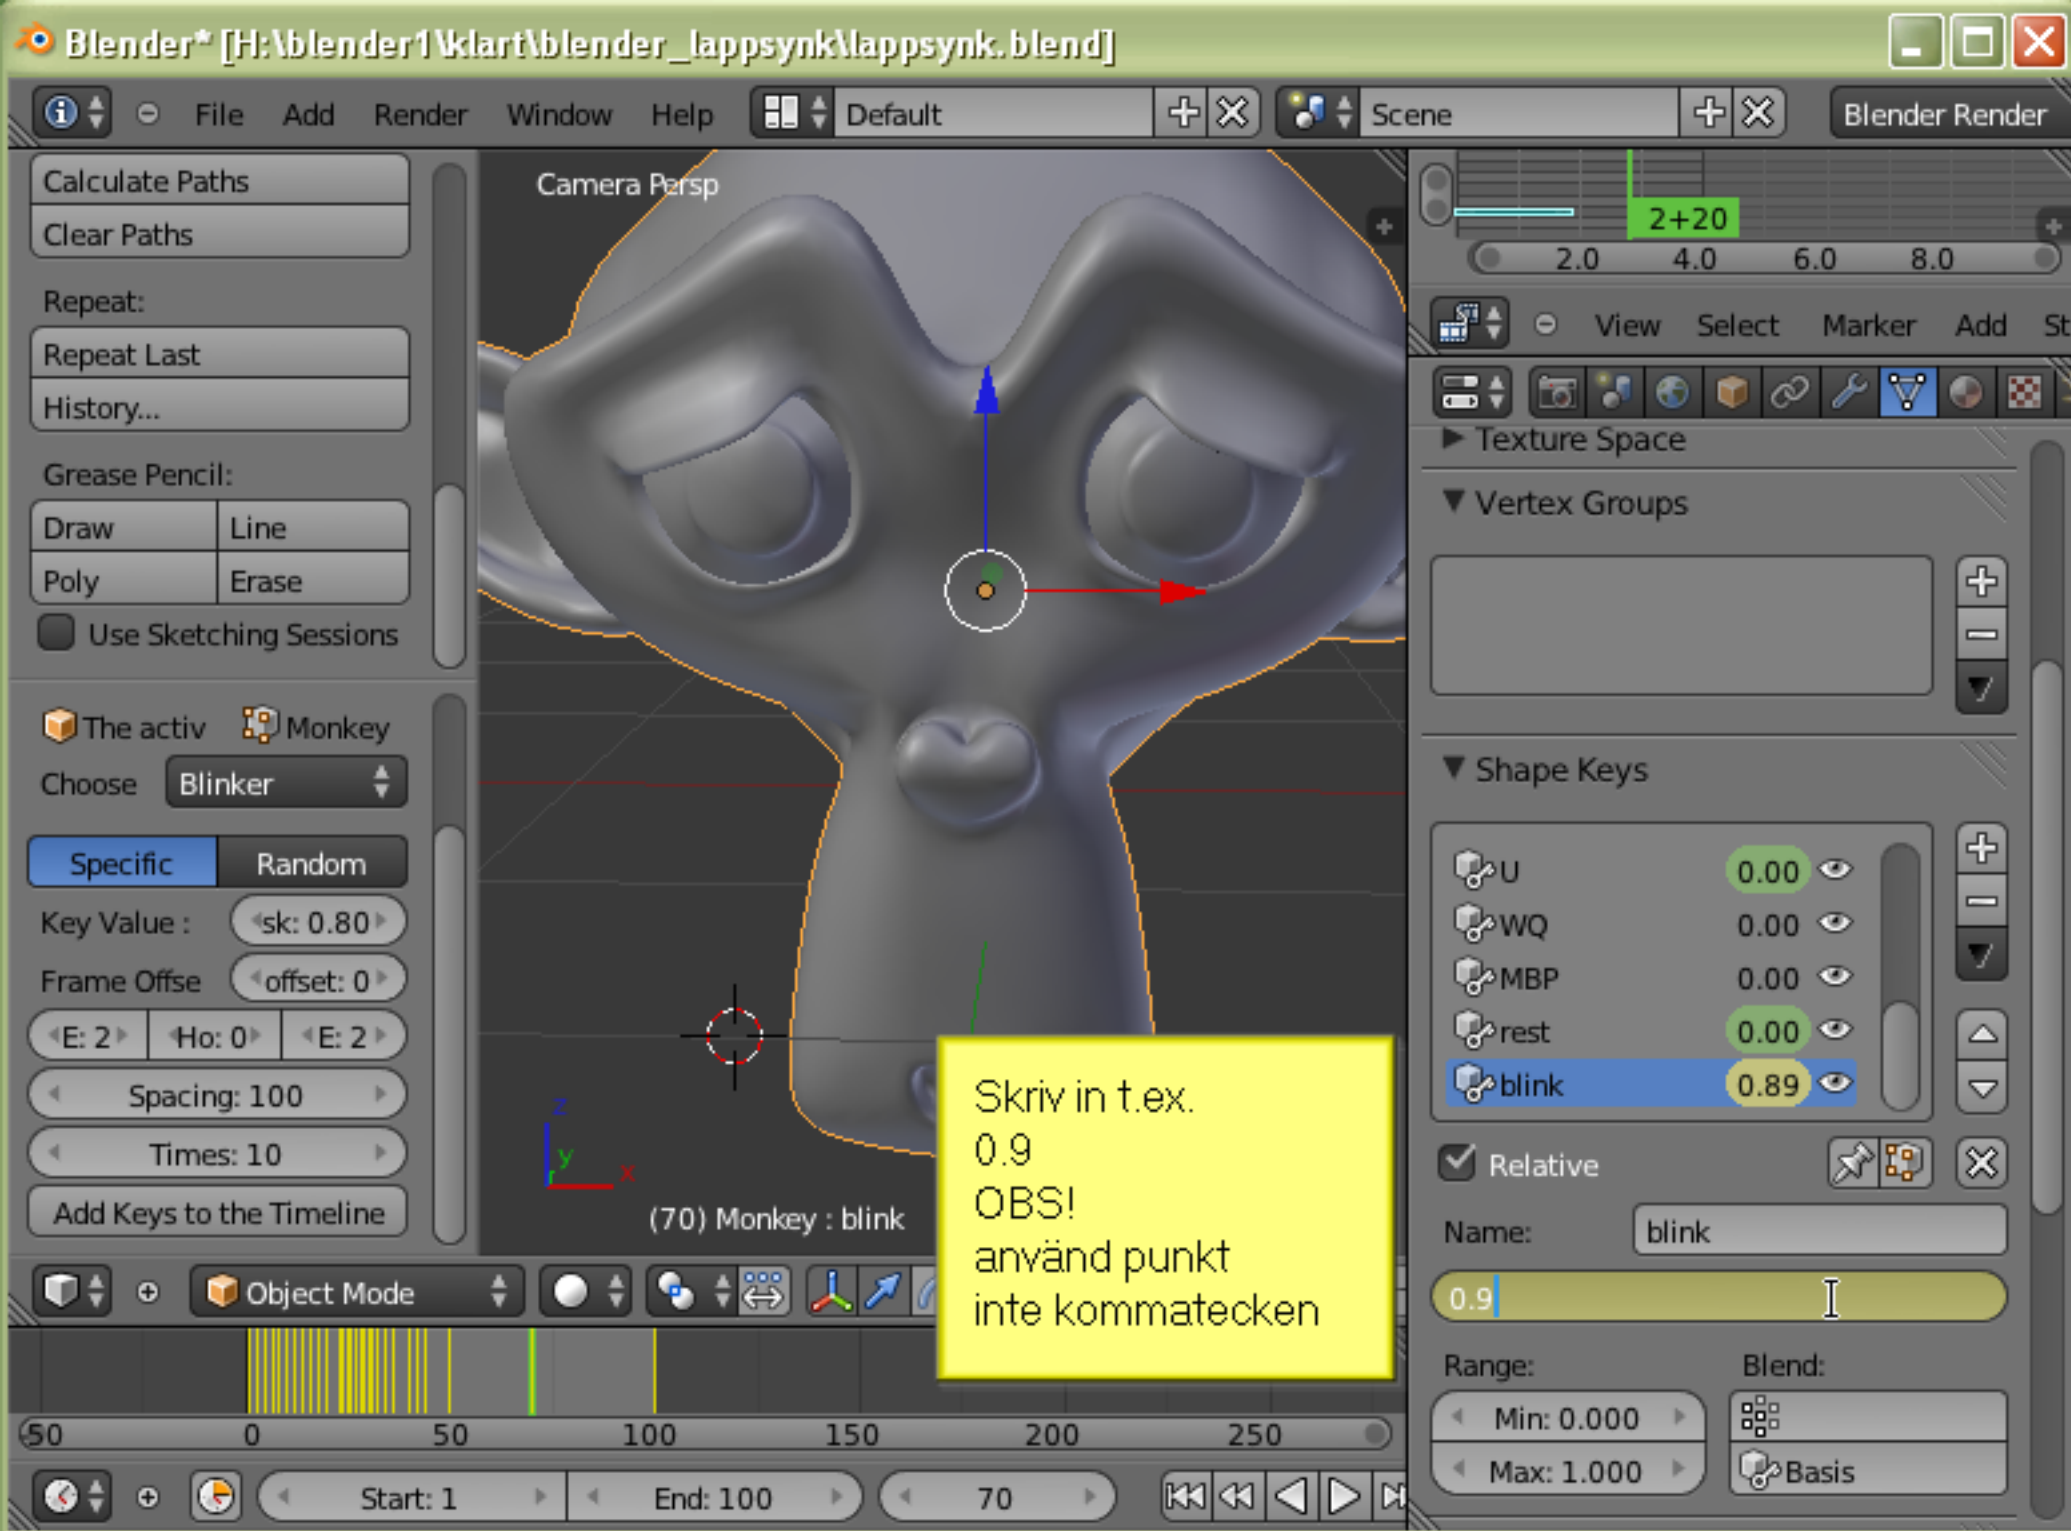 Blender* [H:\blender1\klart\blender_lappsynk\lappsynk.blend]
File Add Render Window Help Default Scene Blender Render
Calculate Paths
Clear Paths
Repeat:
Repeat Last
History...
Grease Pencil:
Draw Line
Poly Erase
Use Sketching Sessions
The activ Monkey
Choose Blinker
Specific Random
Key Value : sk: 0.80
Frame Offse offset: 0
E: 2 Ho: 0 E: 2
Spacing: 100
Times: 10
Add Keys to the Timeline
Camera Persp
z
y
x
(70) Monkey : blink
Skriv in t.ex.
0.9
OBS!
använd punkt
inte kommatecken
Object Mode
0 50 100 150 200 250
Start: 1 End: 100 70
2+20
2.0 4.0 6.0 8.0
View Select Marker Add St
Texture Space
Vertex Groups
Shape Keys
U 0.00
WQ 0.00
MBP 0.00
rest 0.00
blink 0.89
Relative
Name: blink
0.9
Range: Blend:
Min: 0.000
Max: 1.000 Basis